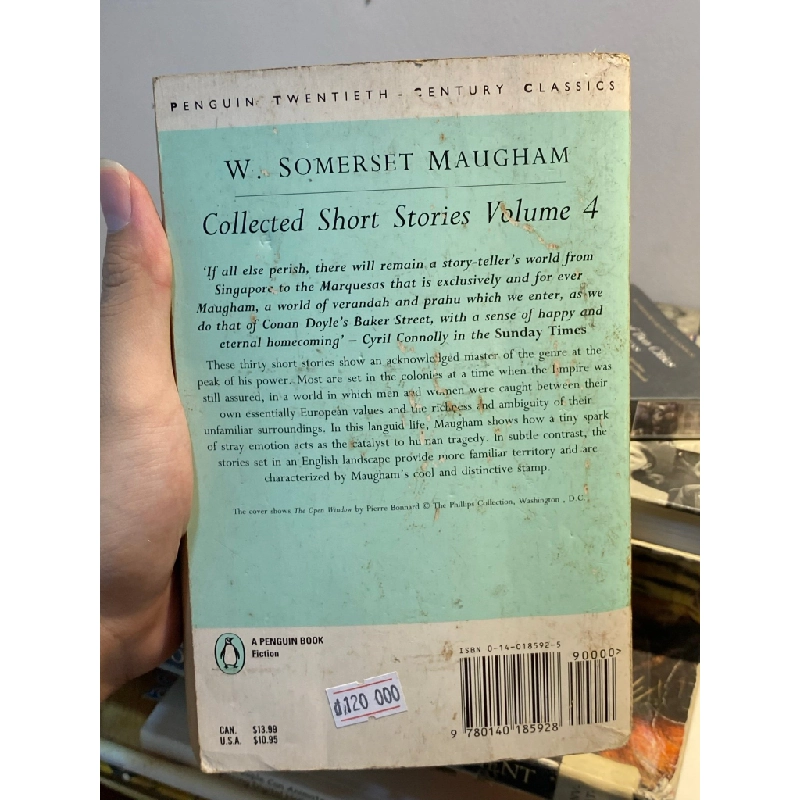 PENGUIN TWENTIETH-CENTURY CLASSICS
W. SOMERSET MAUGHAM
Collected Short Stories Volume 4
'If all else perish, there will remain a story-teller's world from
Singapore to the Marquesas that is exclusively and for ever
Maugham, a world of verandah and prahu which we enter, as we
do that of Conan Doyle's Baker Street, with a sense of happy and
eternal homecoming' – Cyril Connolly in the Sunday Times
These thirty short stories show an acknowledged master of the genre at the
peak of his power. Most are set in the colonies at a time when the Empire was
still assured, in a world in which men and women were caught between their
own essentially European values and the richness and ambiguity of their
unfamiliar surroundings. In this languid life, Maugham shows how a tiny spark
of stray emotion acts as the catalyst to human tragedy. In subtle contrast, the
stories set in an English landscape provide more familiar territory and are
characterized by Maugham's cool and distinctive stamp.
The cover shows The Open Window by Pierre Bonnard © The Phillips Collection, Washington, D.C.
A PENGUIN BOOK
Fiction
ISBN 0-14-018592-5
90000>
đ120 000
CAN. $13.99
U.S.A. $10.95
9 780140 185928
NT